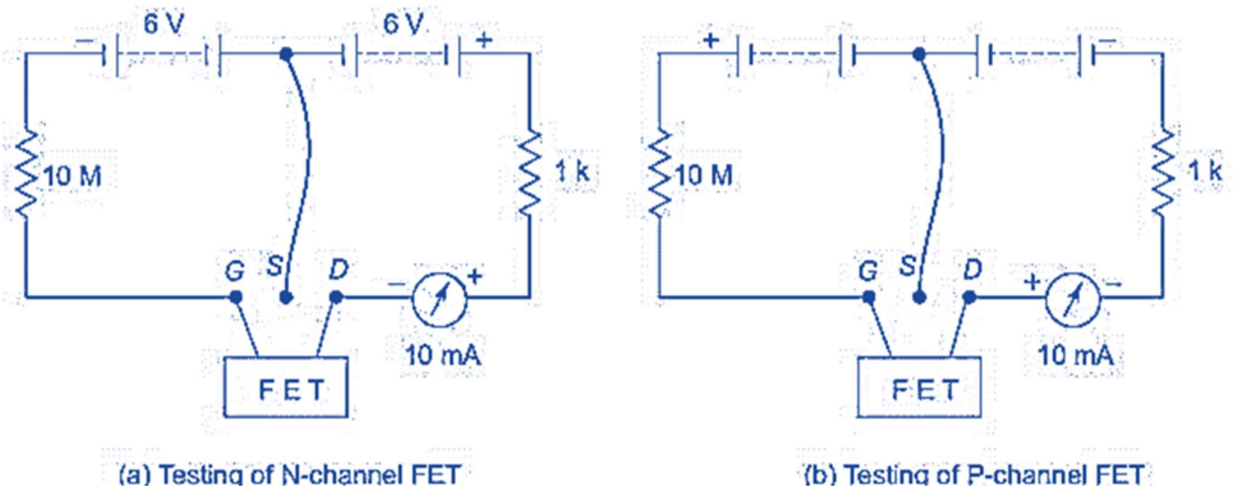 6 V
6 V
−
+
10 M
1 k
G
S
D
−
+
10 mA
FET
(a) Testing of N-channel FET
+
−
10 M
1 k
G
S
D
+
−
10 mA
FET
(b) Testing of P-channel FET